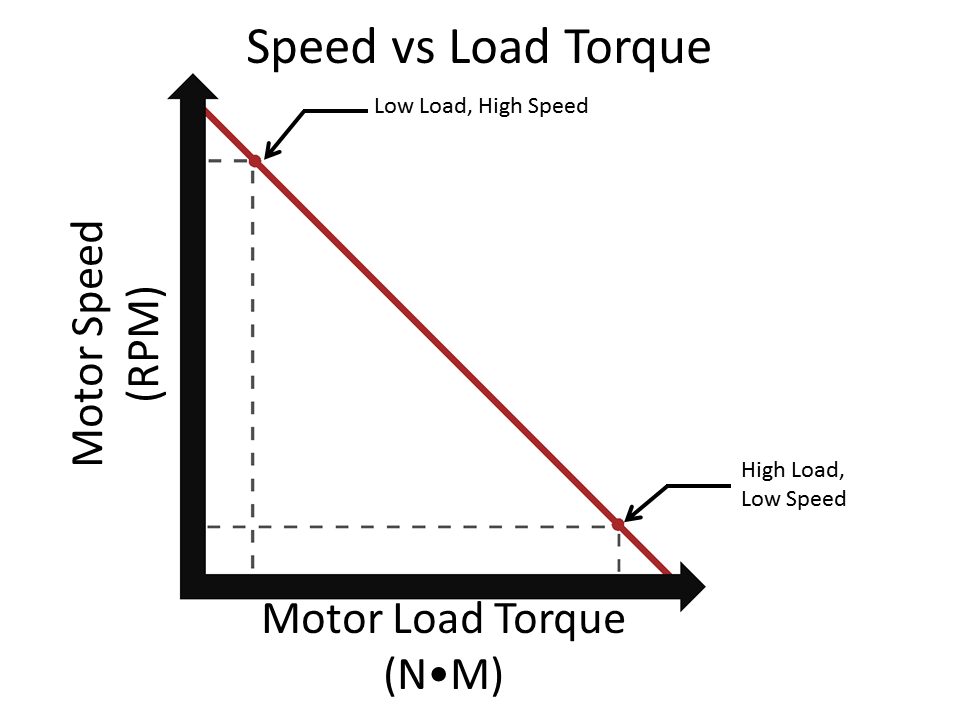 Speed vs Load Torque
Low Load, High Speed
Motor Speed
(RPM)
High Load,
Low Speed
Motor Load Torque
(N•M)